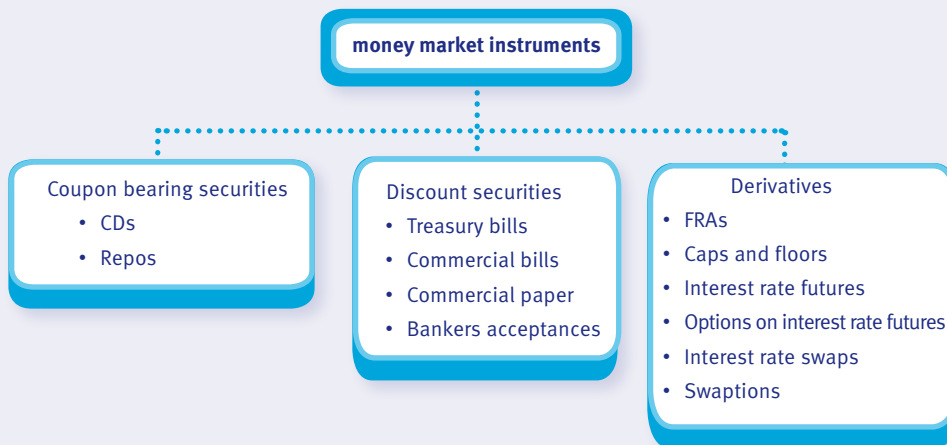 money market instruments
Coupon bearing securities
• CDs
• Repos
Discount securities
• Treasury bills
• Commercial bills
• Commercial paper
• Bankers acceptances
Derivatives
• FRAs
• Caps and floors
• Interest rate futures
• Options on interest rate futures
• Interest rate swaps
• Swaptions